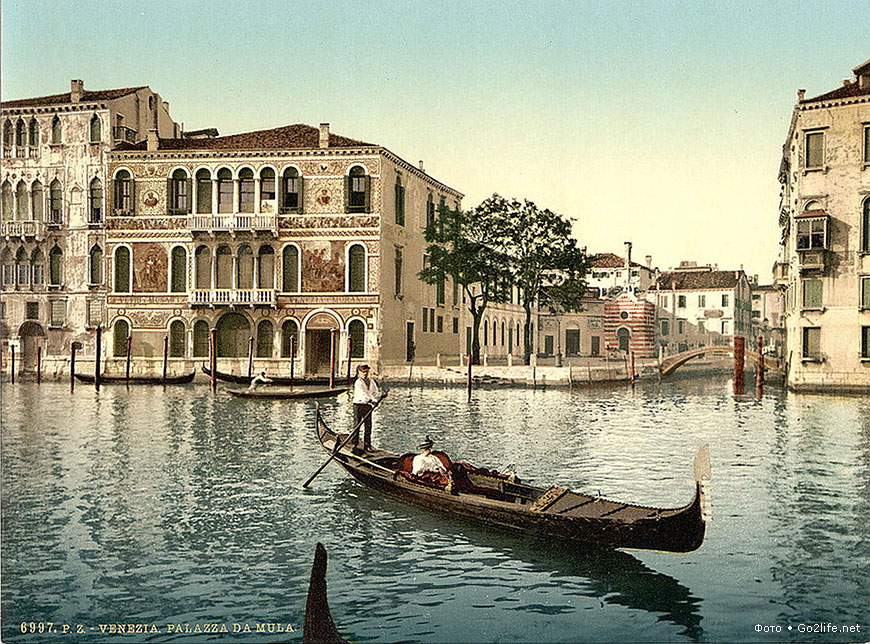 6997. P. Z. - VENEZIA. PALAZZA DA MULA.
Фото • Go2life.net